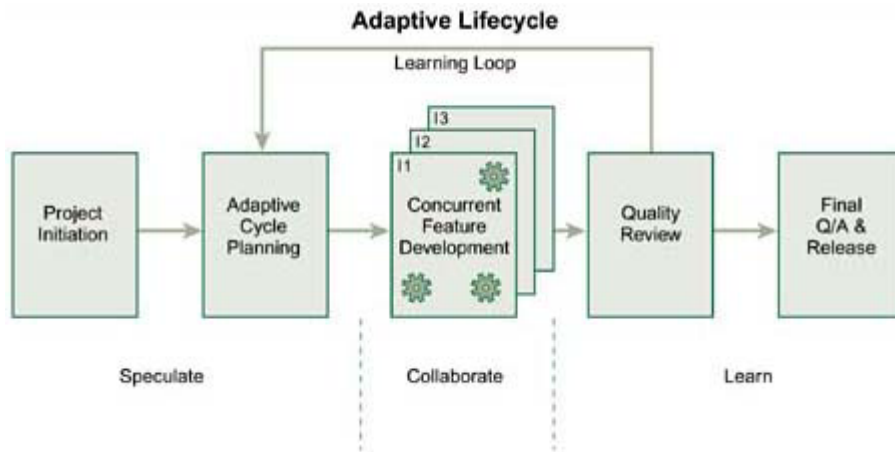 Adaptive Lifecycle
Learning Loop
Project
Initiation
Adaptive
Cycle
Planning
I3
I2
I1
Concurrent
Feature
Development
Quality
Review
Final
Q/A &
Release
Speculate
Collaborate
Learn